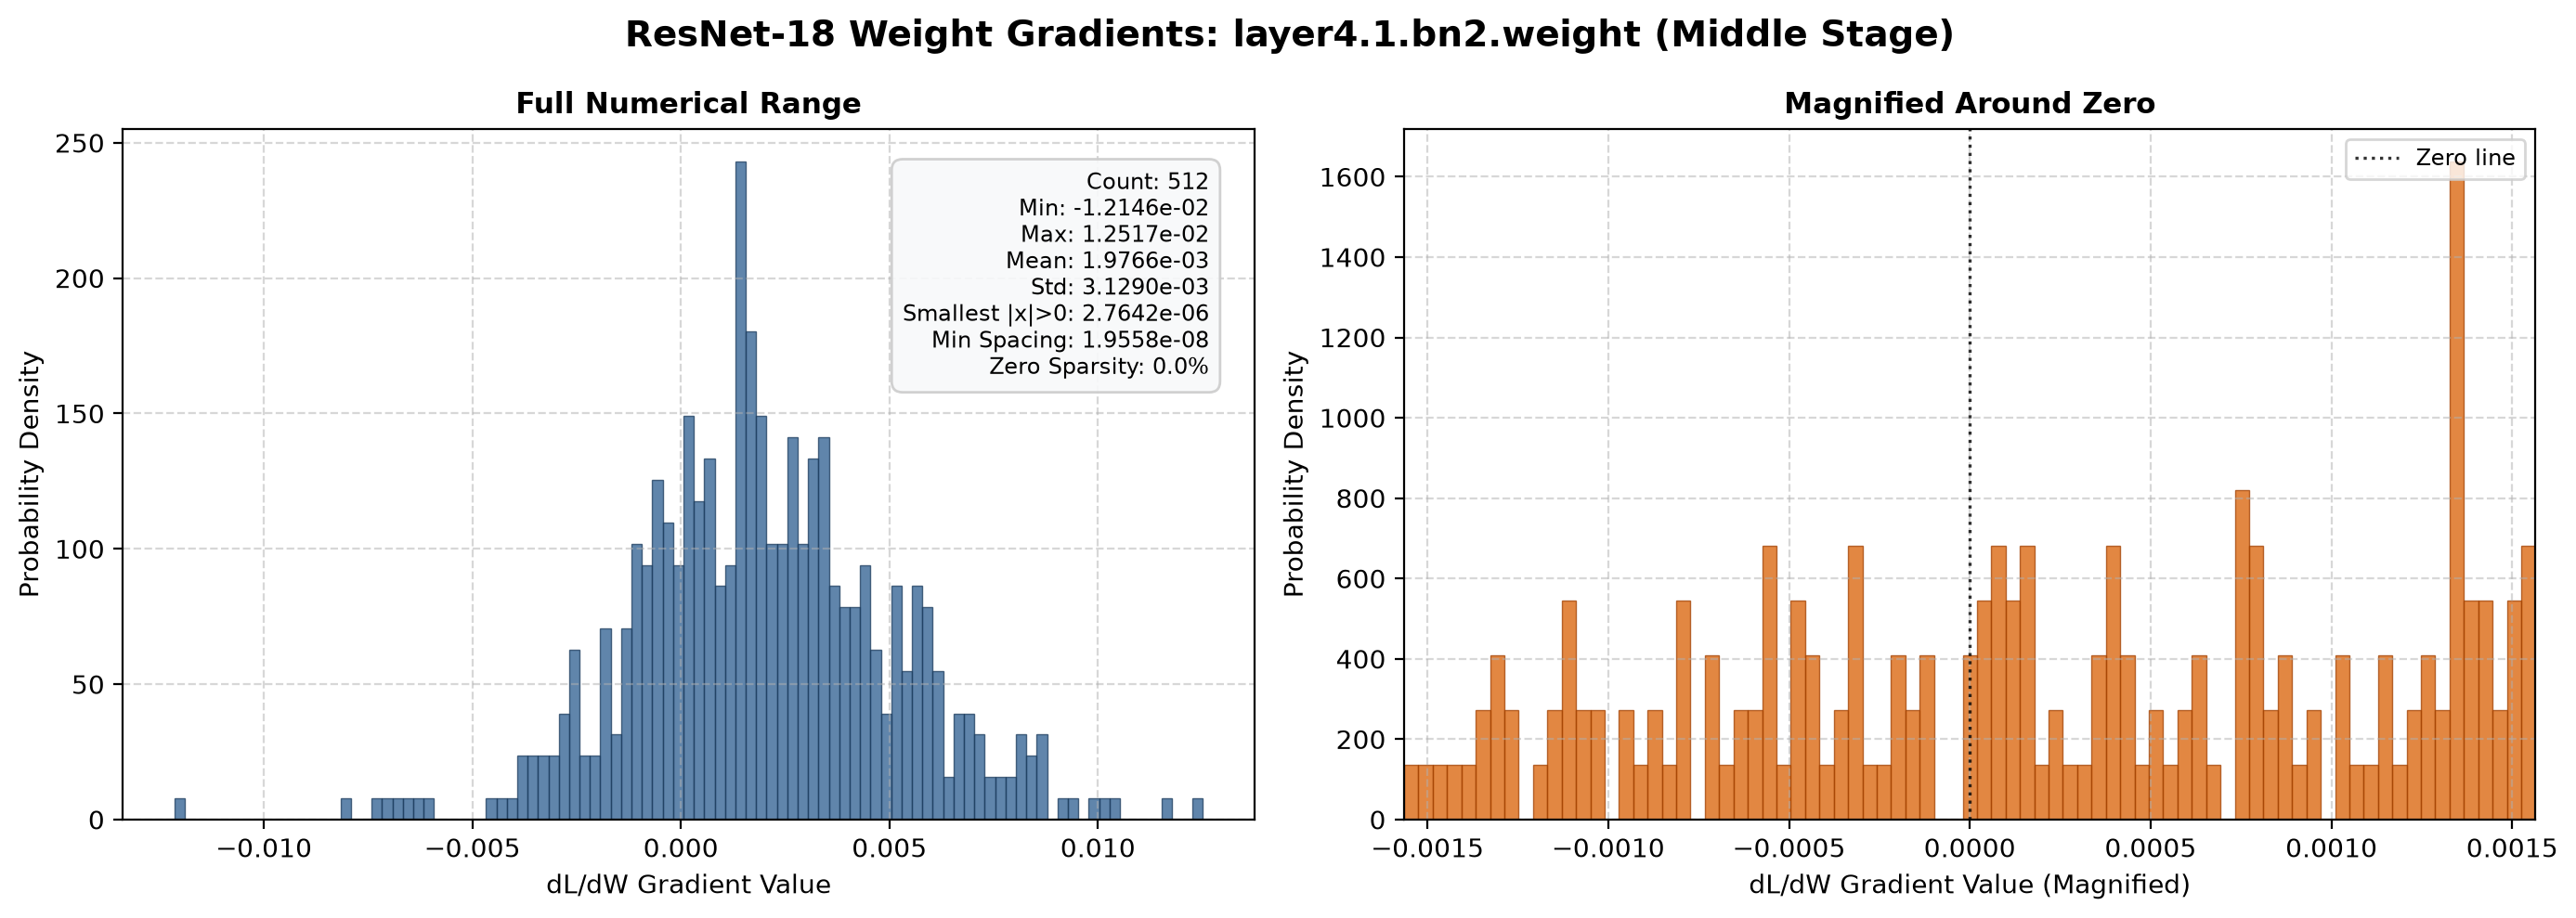 ResNet-18 Weight Gradients: layer4.1.bn2.weight (Middle Stage)
Full Numerical Range
250
200
150
100
50
0
Probability Density
Count: 512
Min: -1.2146e-02
Max: 1.2517e-02
Mean: 1.9766e-03
Std: 3.1290e-03
Smallest |x|>0: 2.7642e-06
Min Spacing: 1.9558e-08
Zero Sparsity: 0.0%
−0.010 −0.005 0.000 0.005 0.010
dL/dW Gradient Value
Magnified Around Zero
1600
1400
1200
1000
800
600
400
200
0
Probability Density
Zero line
−0.0015 −0.0010 −0.0005 0.0000 0.0005 0.0010 0.0015
dL/dW Gradient Value (Magnified)